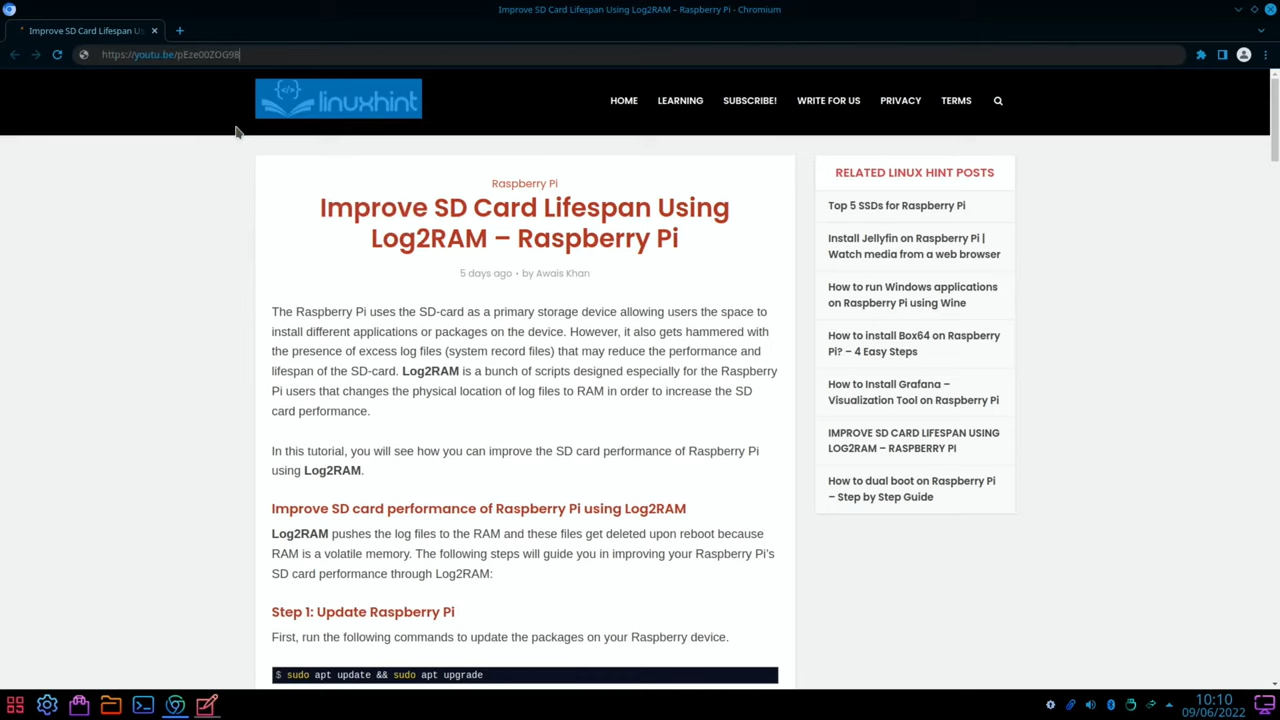 Improve SD Card Lifespan Using Log2RAM – Raspberry Pi - Chromium
Improve SD Card Lifespan Us
https://youtu.be/pEze00ZOG98
linuxhint
HOME LEARNING SUBSCRIBE! WRITE FOR US PRIVACY TERMS
Raspberry Pi
Improve SD Card Lifespan Using
Log2RAM – Raspberry Pi
5 days ago • by Awais Khan
The Raspberry Pi uses the SD-card as a primary storage device allowing users the space to
install different applications or packages on the device. However, it also gets hammered with
the presence of excess log files (system record files) that may reduce the performance and
lifespan of the SD-card. Log2RAM is a bunch of scripts designed especially for the Raspberry
Pi users that changes the physical location of log files to RAM in order to increase the SD
card performance.
In this tutorial, you will see how you can improve the SD card performance of Raspberry Pi
using Log2RAM.
Improve SD card performance of Raspberry Pi using Log2RAM
Log2RAM pushes the log files to the RAM and these files get deleted upon reboot because
RAM is a volatile memory. The following steps will guide you in improving your Raspberry Pi's
SD card performance through Log2RAM:
Step 1: Update Raspberry Pi
First, run the following commands to update the packages on your Raspberry device.
$ sudo apt update && sudo apt upgrade
RELATED LINUX HINT POSTS
Top 5 SSDs for Raspberry Pi
Install Jellyfin on Raspberry Pi |
Watch media from a web browser
How to run Windows applications
on Raspberry Pi using Wine
How to install Box64 on Raspberry
Pi? – 4 Easy Steps
How to Install Grafana –
Visualization Tool on Raspberry Pi
IMPROVE SD CARD LIFESPAN USING
LOG2RAM – RASPBERRY PI
How to dual boot on Raspberry Pi
– Step by Step Guide
10:10
09/06/2022